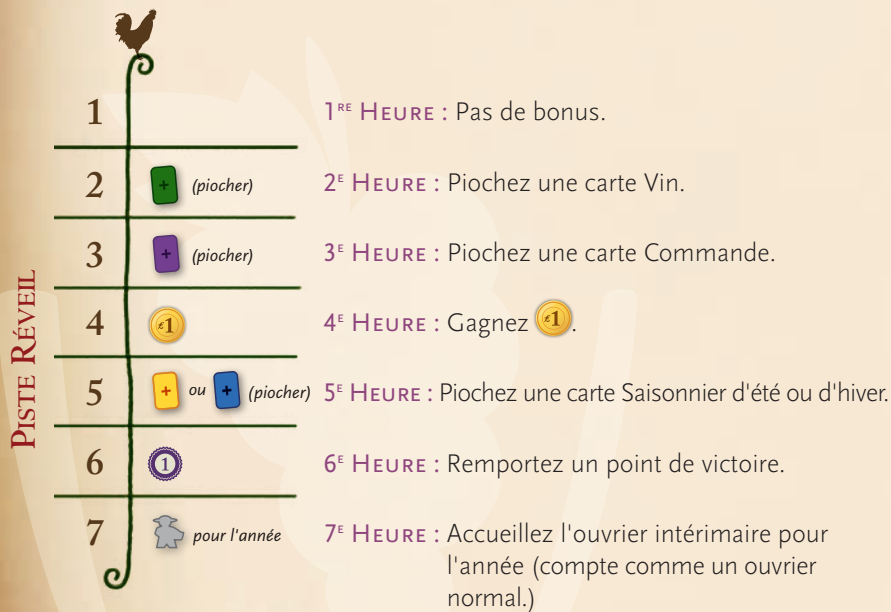 PISTE RÉVEIL
1
1RE HEURE : Pas de bonus.
2 + (piocher)
2E HEURE : Piochez une carte Vin.
3 + (piocher)
3E HEURE : Piochez une carte Commande.
4 £1
4E HEURE : Gagnez £1.
5 + ou + (piocher)
5E HEURE : Piochez une carte Saisonnier d'été ou d'hiver.
6 1
6E HEURE : Remportez un point de victoire.
7 pour l'année
7E HEURE : Accueillez l'ouvrier intérimaire pour
l'année (compte comme un ouvrier
normal.)